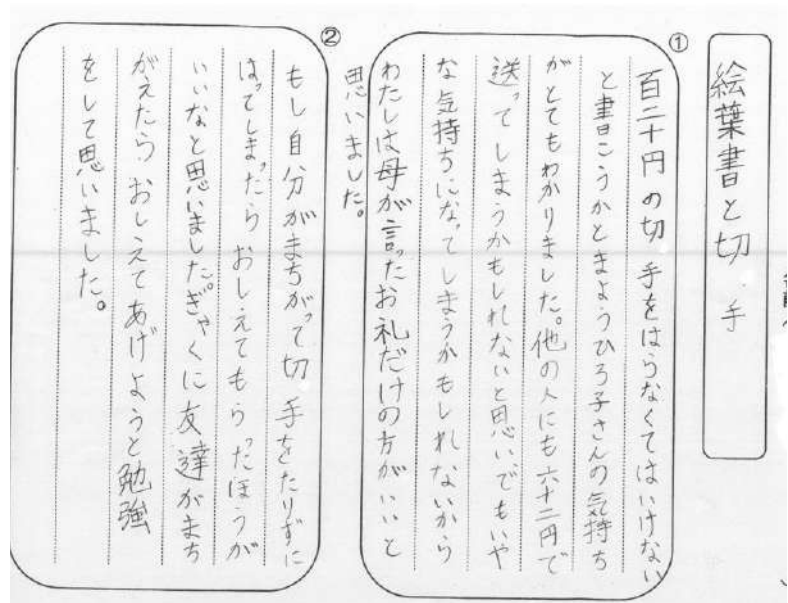 絵葉書と切手
①
百二十円の切手をはらなくてはいけない
と書こうかとまようひろ子さんの気持ち
がとてもわかりました。他の人にも六十二円で
送ってしまうかもしれないと思い、でもいや
な気持ちになってしまうかもしれないから
わたしは母が言ったお礼だけの方がいいと
思いました。
②
もし自分がまちがって切手をたりずに
はってしまったらおしえてもらったほうが
いいなと思いました。ぎゃくに友達がまち
がえたらおしえてあげようと勉強
をして思いました。